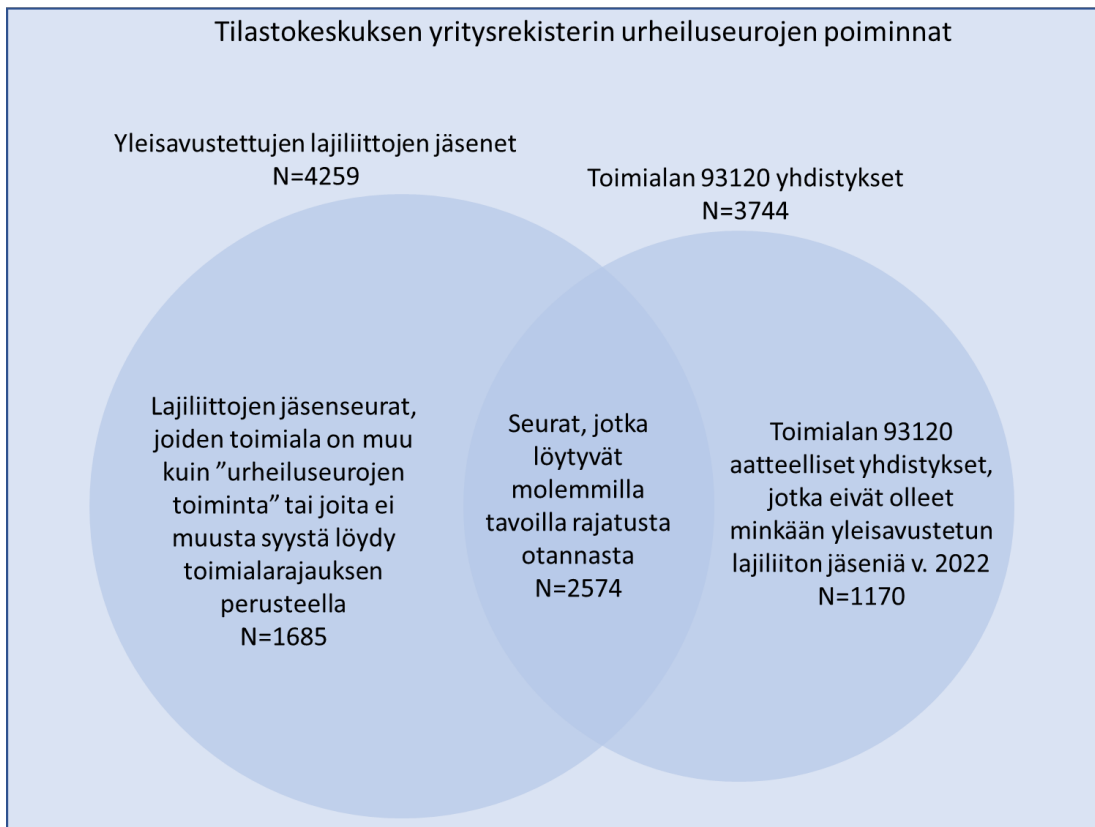 Tilastokeskuksen yritysrekisterin urheiluseurojen poiminnat
Yleisavustettujen lajiliittojen jäsenet
N=4259
Toimialan 93120 yhdistykset
N=3744
Lajiliittojen jäsenseurat,
joiden toimiala on muu
kuin ”urheiluseurojen
toiminta” tai joita ei
muusta syystä löydy
toimialarajauksen
perusteella
N=1685
Seurat, jotka
löytyvät
molemmilla
tavoilla rajatusta
otannasta
N=2574
Toimialan 93120
aatteelliset yhdistykset,
jotka eivät olleet
minkään yleisavustetun
lajiliiton jäseniä v. 2022
N=1170